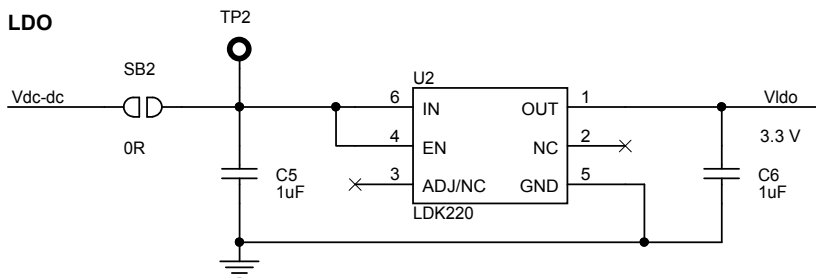 LDO
TP2
SB2
Vdc-dc
0R
U2
6 IN OUT 1
4 EN NC 2
3 ADJ/NC GND 5
LDK220
C5
1uF
Vldo
3.3 V
C6
1uF